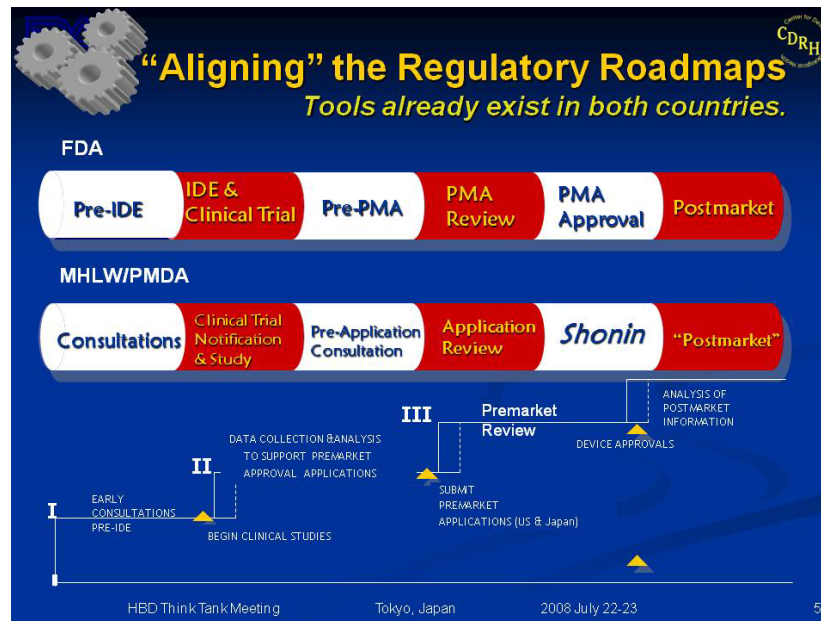 CDRH
“Aligning” the Regulatory Roadmaps
Tools already exist in both countries.
FDA
Pre-IDE
IDE &
Clinical Trial
Pre-PMA
PMA
Review
PMA
Approval
Postmarket
MHLW/PMDA
Consultations
Clinical Trial
Notification
& Study
Pre-Application
Consultation
Application
Review
Shonin
“Postmarket”
ANALYSIS OF
POSTMARKET
INFORMATION
III
Premarket
Review
DEVICE APPROVALS
DATA COLLECTION &ANALYSIS
TO SUPPORT PREMARKET
APPROVAL APPLICATIONS
II
SUBMIT
PREMARKET
APPLICATIONS (US & Japan)
I
EARLY
CONSULTATIONS
PRE-IDE
BEGIN CLINICAL STUDIES
HBD Think Tank Meeting
Tokyo, Japan
2008 July 22-23
5